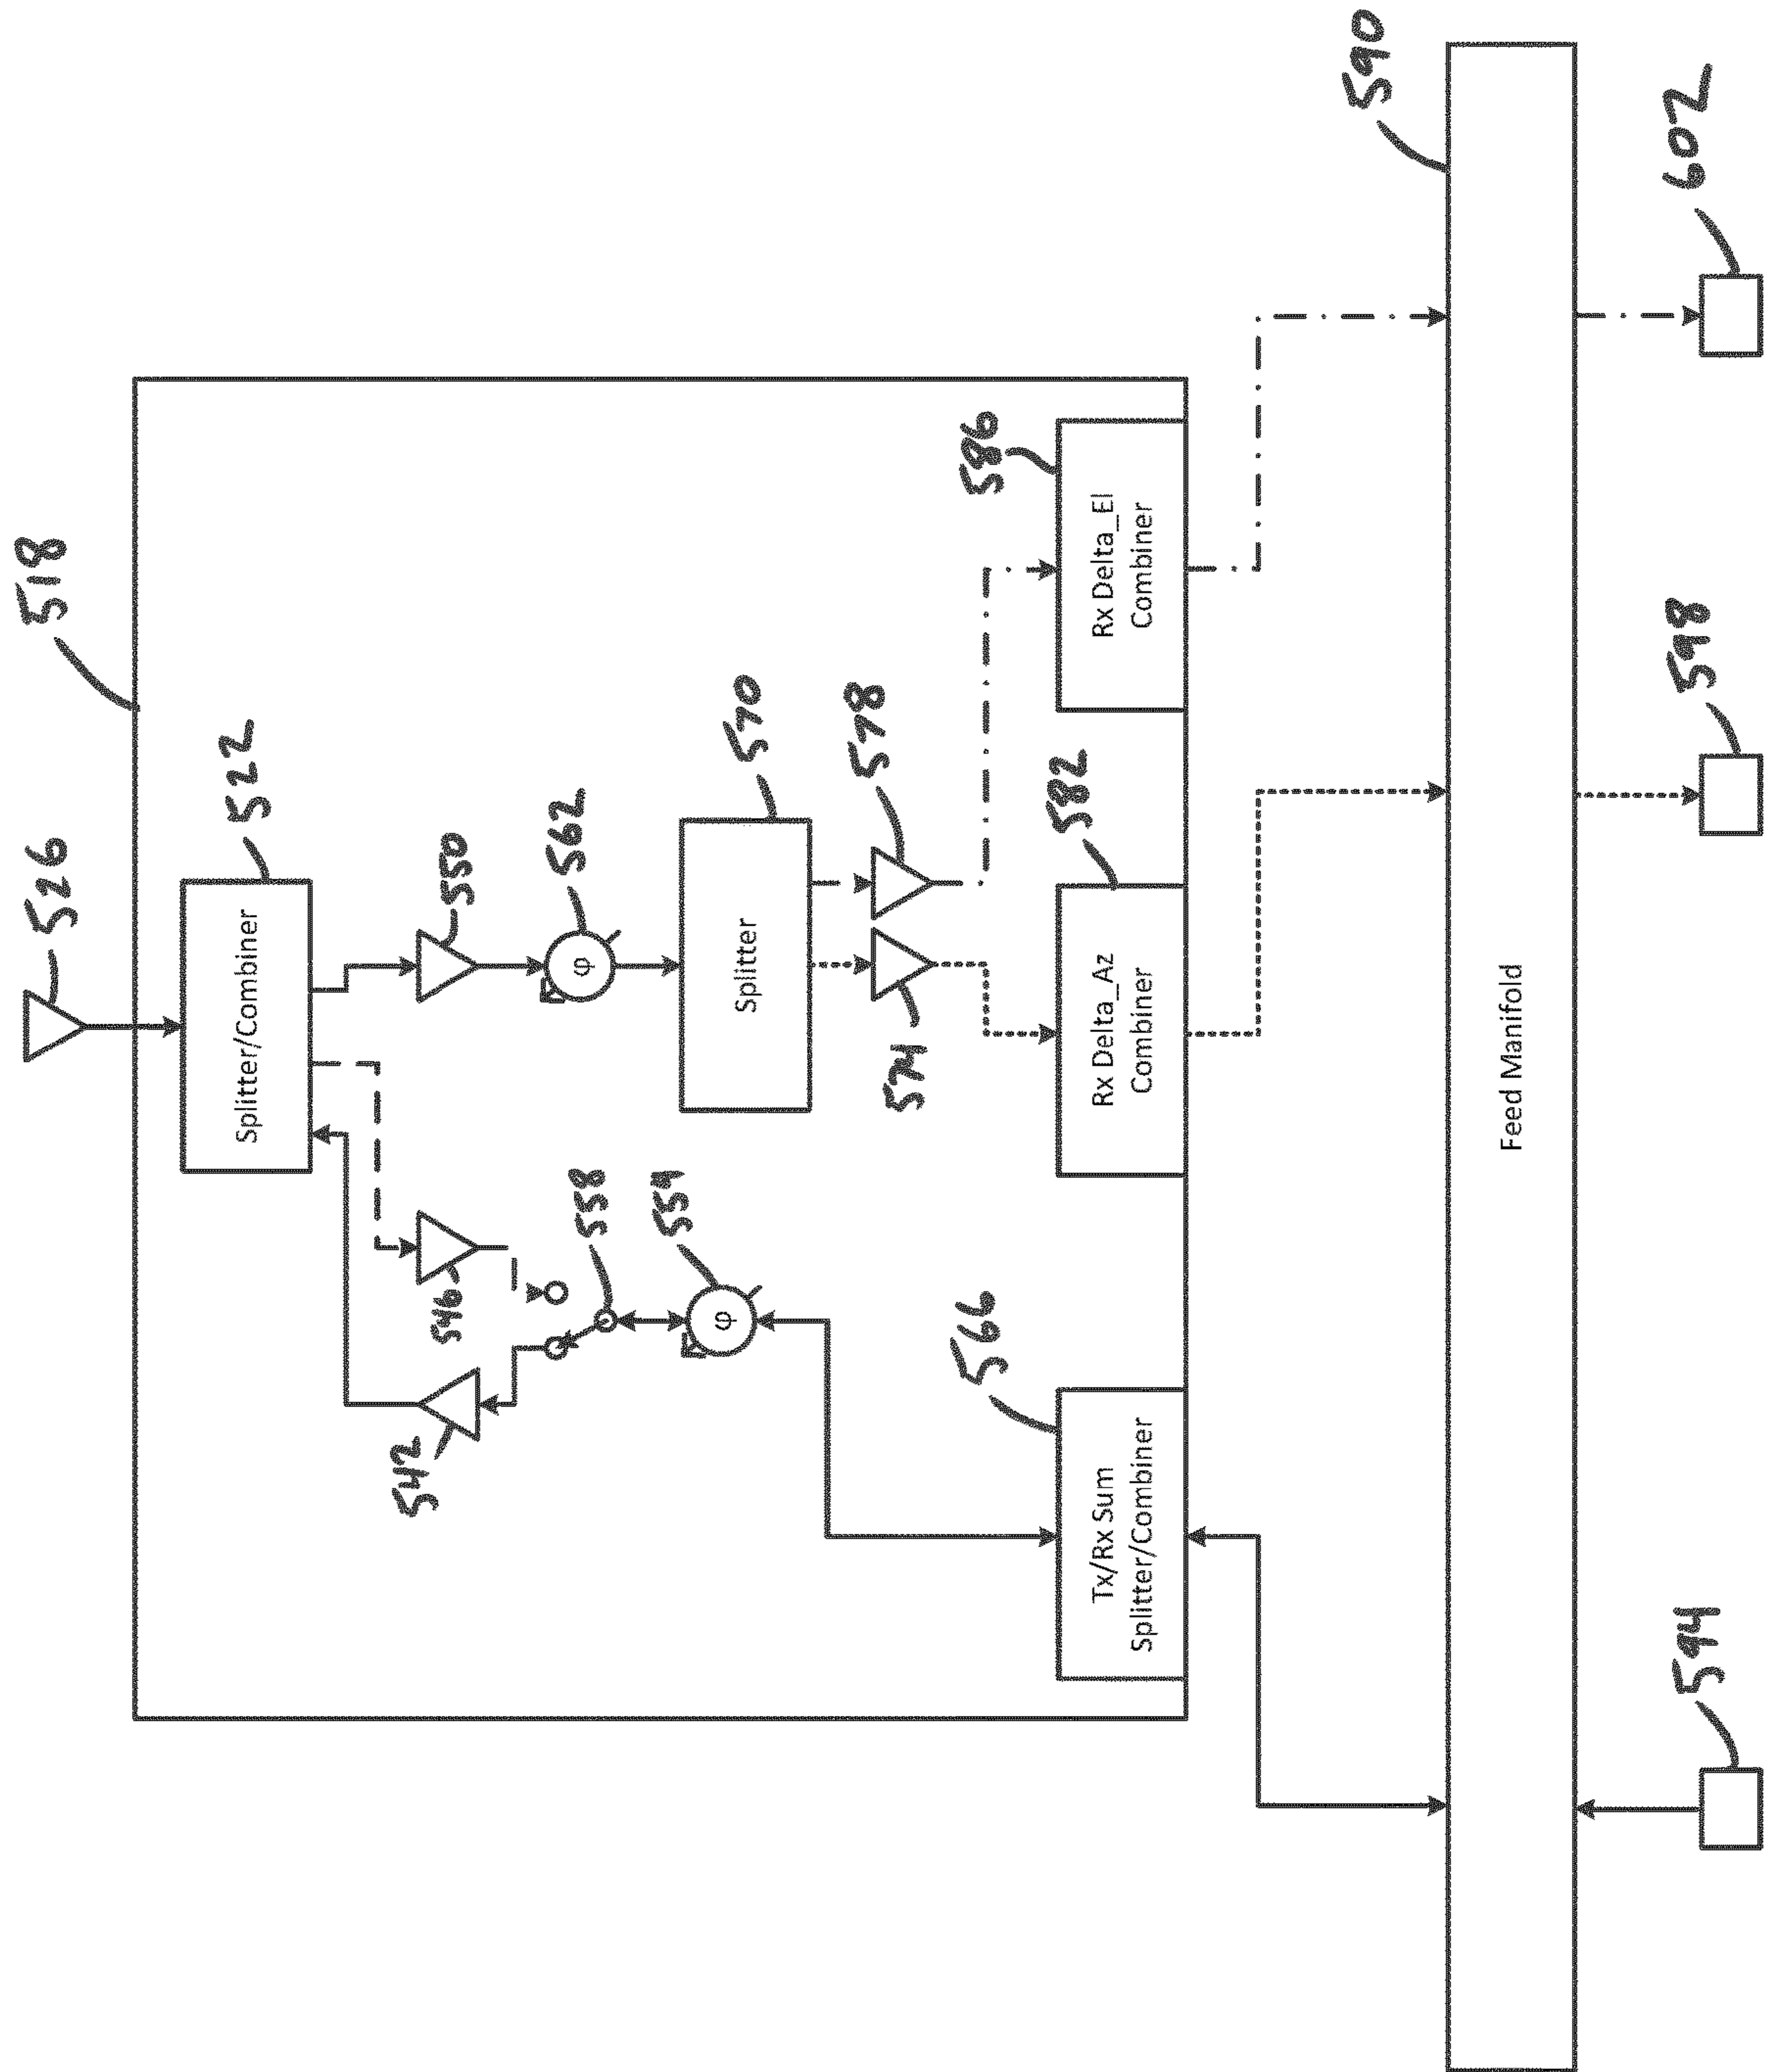 526
518
522
Splitter/Combiner
550
562
φ
542
546
558
554
φ
570
Splitter
574
578
566
Tx/Rx Sum
Splitter/Combiner
582
Rx Delta_Az
Combiner
586
Rx Delta_El
Combiner
590
Feed Manifold
594
598
602